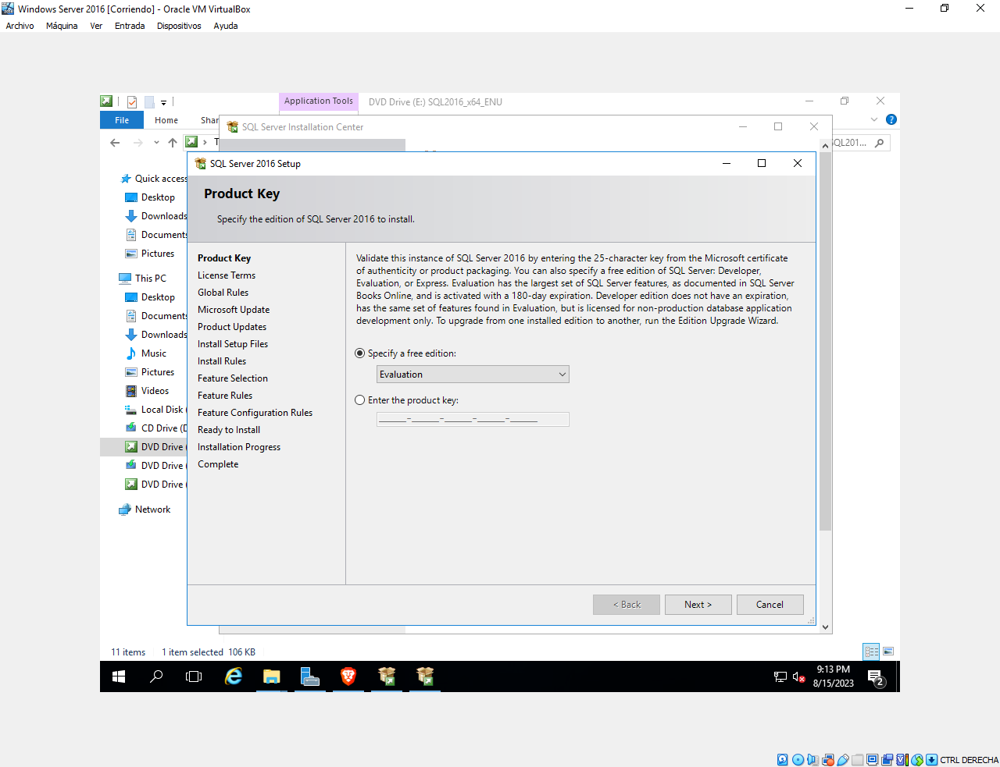 Windows Server 2016 [Corriendo] - Oracle VM VirtualBox
Archivo Máquina Ver Entrada Dispositivos Ayuda
Application Tools DVD Drive (E:) SQL2016_x64_ENU
File Home Shar
SQL Server Installation Center
SQL201...
SQL Server 2016 Setup
Product Key
Specify the edition of SQL Server 2016 to install.
Quick access
Desktop
Downloads
Documents
Pictures
This PC
Desktop
Documents
Downloads
Music
Pictures
Videos
Local Disk (
CD Drive (D
DVD Drive (
DVD Drive (
DVD Drive (
Network
Product Key
License Terms
Global Rules
Microsoft Update
Product Updates
Install Setup Files
Install Rules
Feature Selection
Feature Rules
Feature Configuration Rules
Ready to Install
Installation Progress
Complete
Validate this instance of SQL Server 2016 by entering the 25-character key from the Microsoft certificate
of authenticity or product packaging. You can also specify a free edition of SQL Server: Developer,
Evaluation, or Express. Evaluation has the largest set of SQL Server features, as documented in SQL Server
Books Online, and is activated with a 180-day expiration. Developer edition does not have an expiration,
has the same set of features found in Evaluation, but is licensed for non-production database application
development only. To upgrade from one installed edition to another, run the Edition Upgrade Wizard.
Specify a free edition:
Evaluation
Enter the product key:
_____-_____-_____-_____-_____
< Back Next > Cancel
11 items 1 item selected 106 KB
9:13 PM
8/15/2023
2
CTRL DERECHA